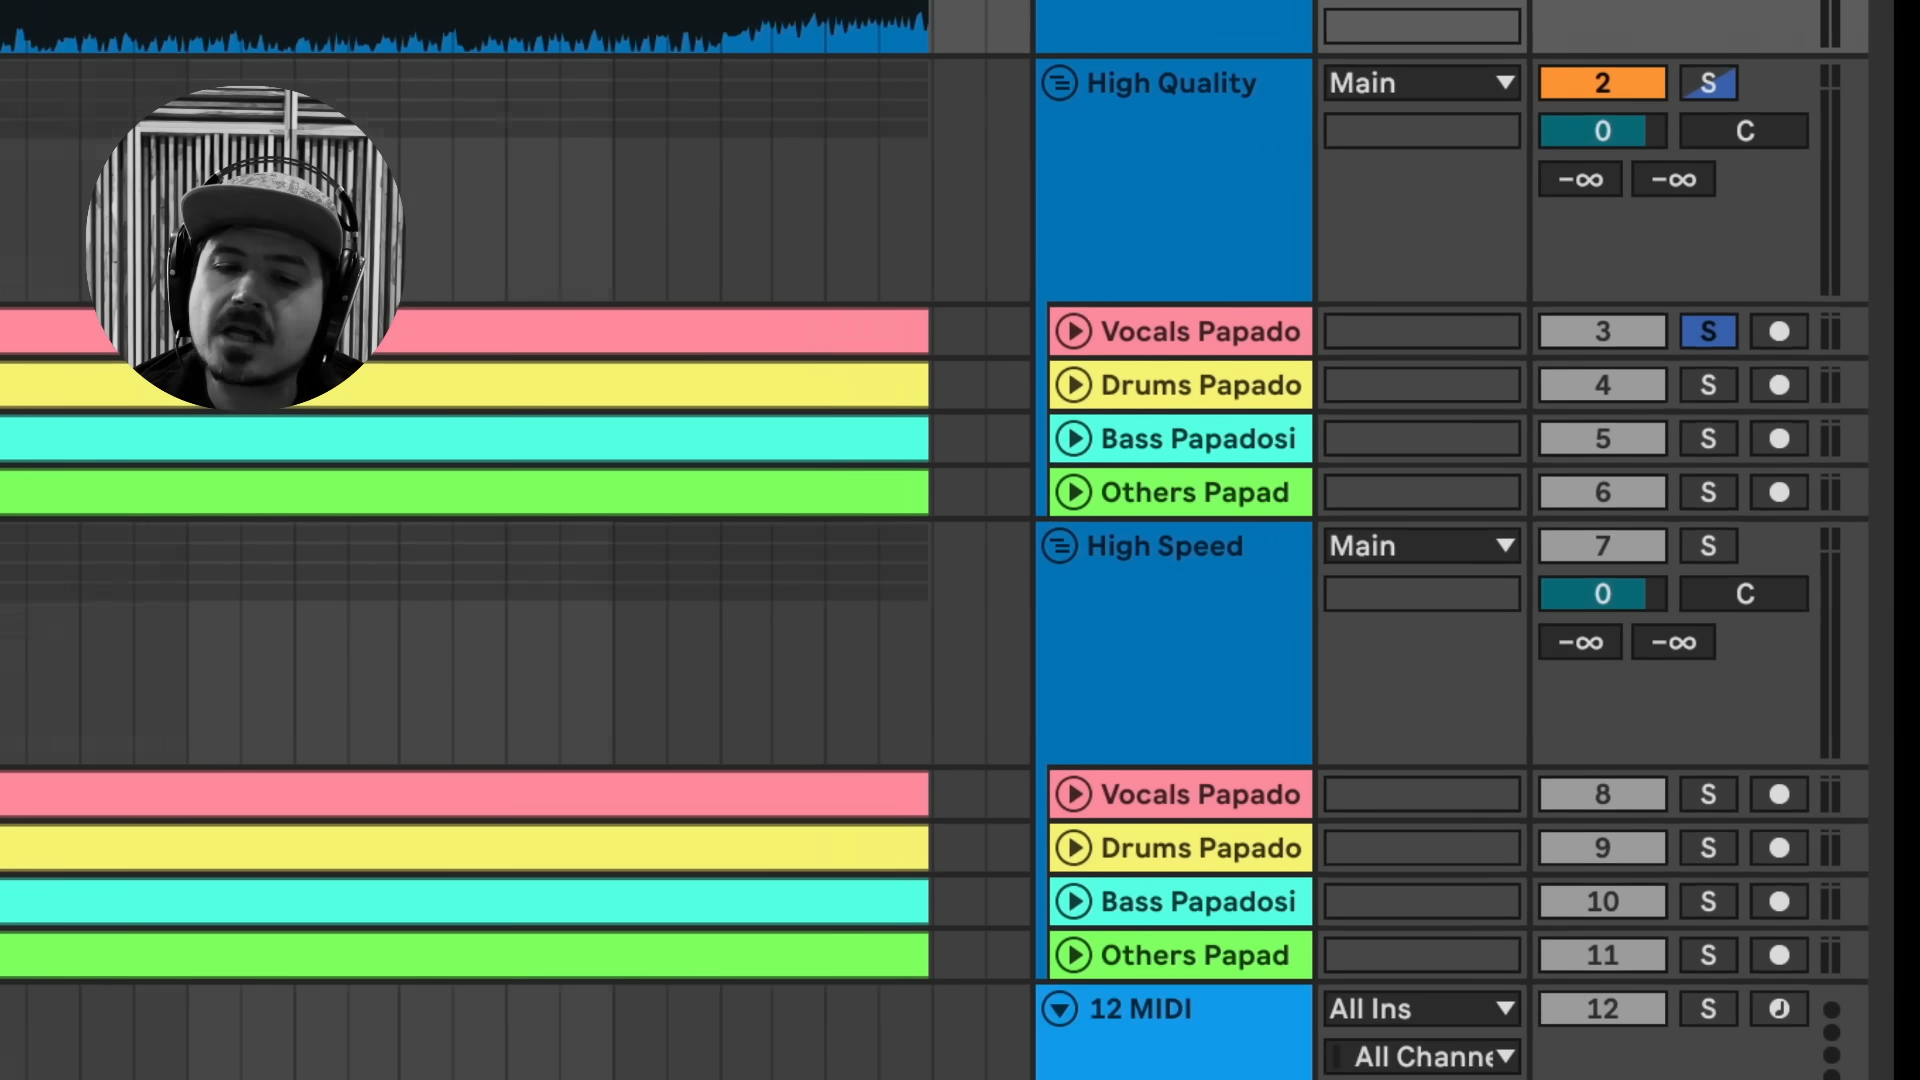 High Quality Main 2 S
0 C
-∞ -∞
Vocals Papado 3 S
Drums Papado 4 S
Bass Papadosi 5 S
Others Papad 6 S
High Speed Main 7 S
0 C
-∞ -∞
Vocals Papado 8 S
Drums Papado 9 S
Bass Papadosi 10 S
Others Papad 11 S
12 MIDI All Ins 12 S
All Channe